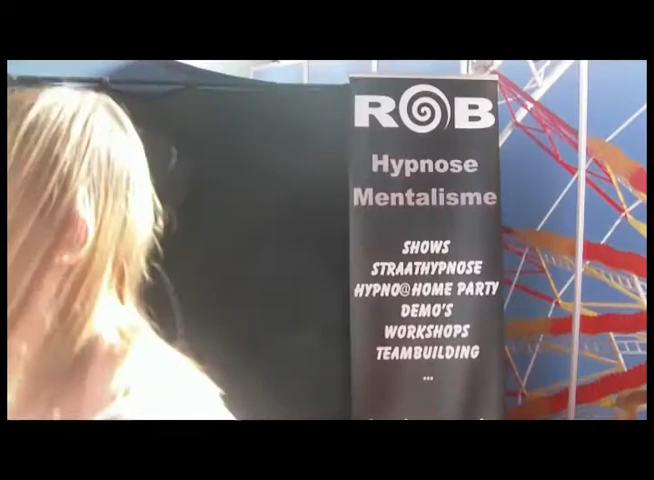 ROB
Hypnose
Mentalisme
SHOWS
STRAATHYPNOSE
HYPNO@HOME PARTY
DEMO'S
WORKSHOPS
TEAMBUILDING
...